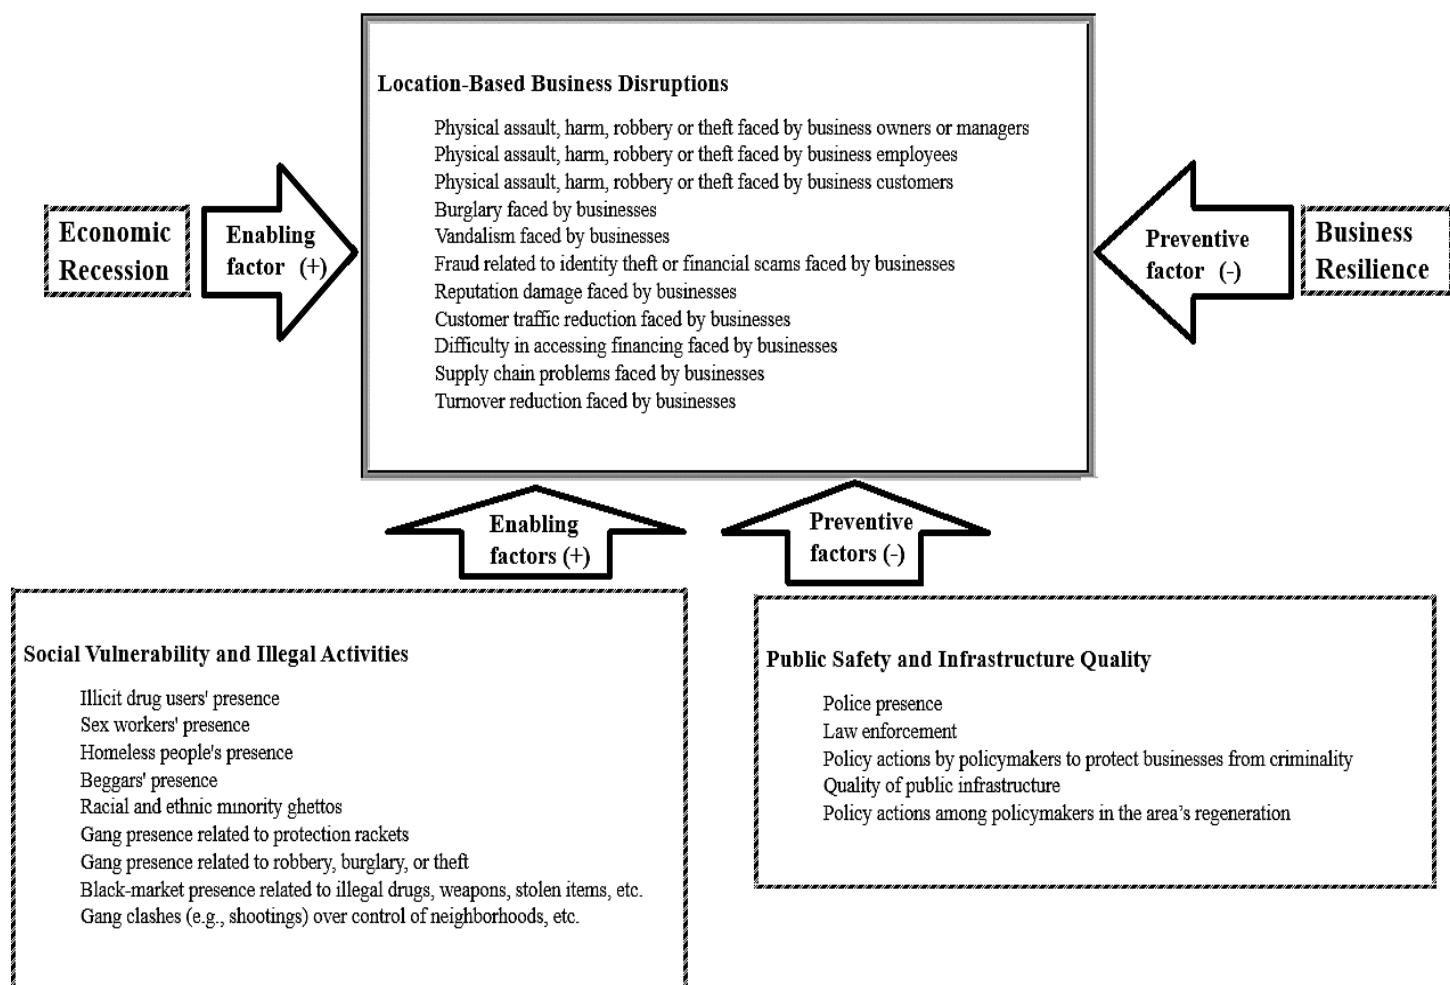 Location-Based Business Disruptions
Physical assault, harm, robbery or theft faced by business owners or managers
Physical assault, harm, robbery or theft faced by business employees
Physical assault, harm, robbery or theft faced by business customers
Burglary faced by businesses
Vandalism faced by businesses
Fraud related to identity theft or financial scams faced by businesses
Reputation damage faced by businesses
Customer traffic reduction faced by businesses
Difficulty in accessing financing faced by businesses
Supply chain problems faced by businesses
Turnover reduction faced by businesses
Economic
Recession
Enabling
factor (+)
Preventive
factor (-)
Business
Resilience
Enabling
factors (+)
Preventive
factors (-)
Social Vulnerability and Illegal Activities
Illicit drug users' presence
Sex workers' presence
Homeless people's presence
Beggars' presence
Racial and ethnic minority ghettos
Gang presence related to protection rackets
Gang presence related to robbery, burglary, or theft
Black-market presence related to illegal drugs, weapons, stolen items, etc.
Gang clashes (e.g., shootings) over control of neighborhoods, etc.
Public Safety and Infrastructure Quality
Police presence
Law enforcement
Policy actions by policymakers to protect businesses from criminality
Quality of public infrastructure
Policy actions among policymakers in the area’s regeneration